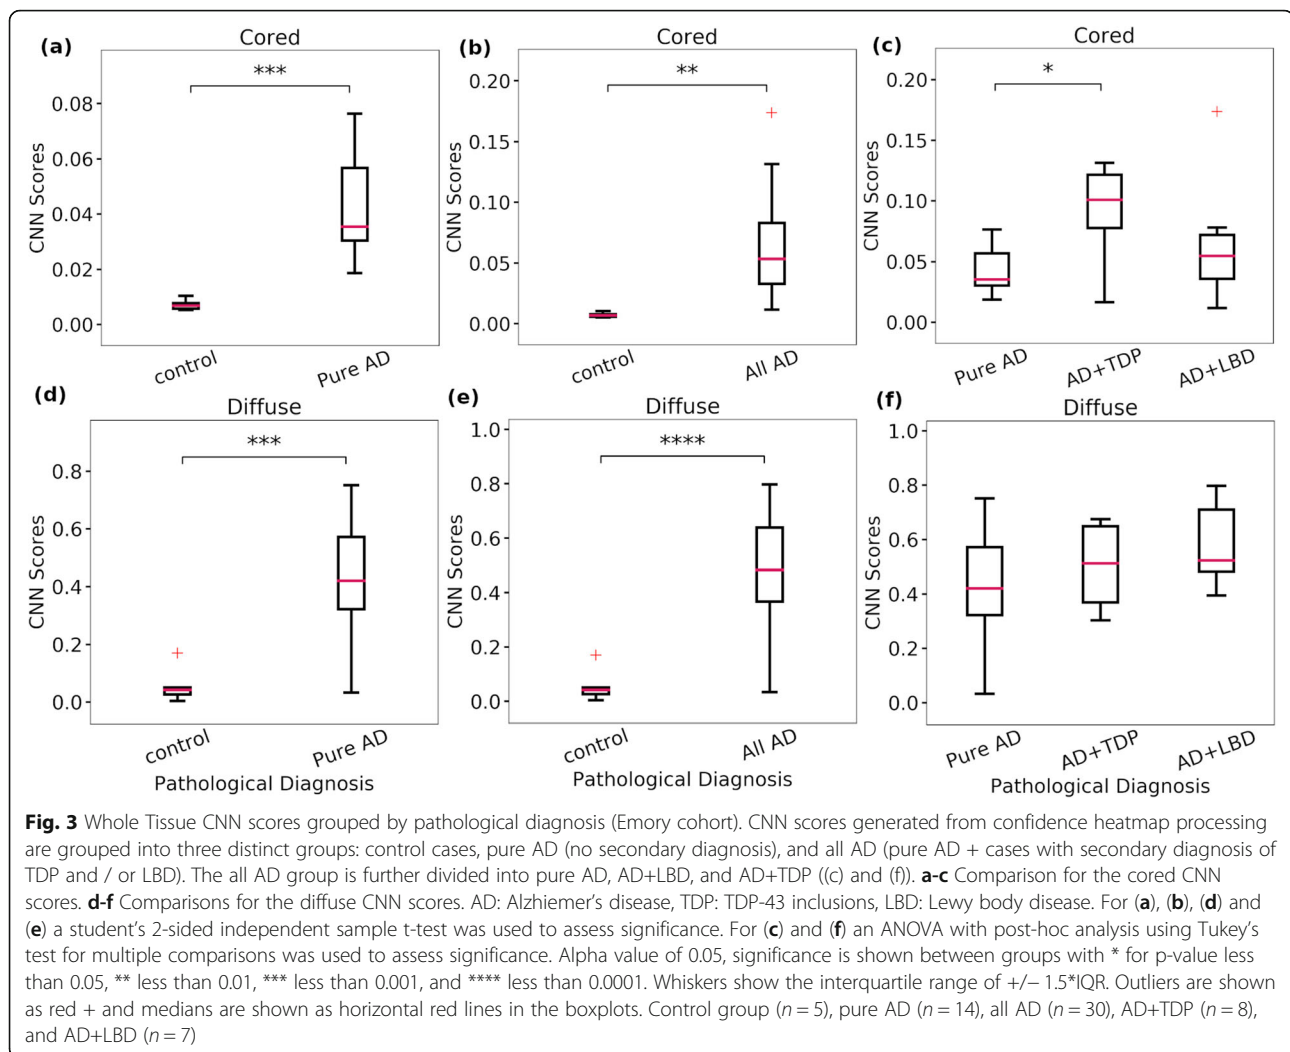 (a)
Cored
***
CNN Scores
0.08
0.06
0.04
0.02
0.00
control
Pure AD
(b)
Cored
**
CNN Scores
0.20
0.15
0.10
0.05
0.00
control
All AD
(c)
Cored
*
CNN Scores
0.20
0.15
0.10
0.05
0.00
Pure AD
AD+TDP
AD+LBD
(d)
Diffuse
***
CNN Scores
0.8
0.6
0.4
0.2
0.0
control
Pure AD
Pathological Diagnosis
(e)
Diffuse
****
CNN Scores
1.0
0.8
0.6
0.4
0.2
0.0
control
All AD
Pathological Diagnosis
(f)
Diffuse
CNN Scores
1.0
0.8
0.6
0.4
0.2
0.0
Pure AD
AD+TDP
AD+LBD
Pathological Diagnosis
Fig. 3 Whole Tissue CNN scores grouped by pathological diagnosis (Emory cohort). CNN scores generated from confidence heatmap processing
are grouped into three distinct groups: control cases, pure AD (no secondary diagnosis), and all AD (pure AD + cases with secondary diagnosis of
TDP and / or LBD). The all AD group is further divided into pure AD, AD+LBD, and AD+TDP ((c) and (f)). a-c Comparison for the cored CNN
scores. d-f Comparisons for the diffuse CNN scores. AD: Alzhiemer's disease, TDP: TDP-43 inclusions, LBD: Lewy body disease. For (a), (b), (d) and
(e) a student's 2-sided independent sample t-test was used to assess significance. For (c) and (f) an ANOVA with post-hoc analysis using Tukey's
test for multiple comparisons was used to assess significance. Alpha value of 0.05, significance is shown between groups with * for p-value less
than 0.05, ** less than 0.01, *** less than 0.001, and **** less than 0.0001. Whiskers show the interquartile range of +/− 1.5*IQR. Outliers are shown
as red + and medians are shown as horizontal red lines in the boxplots. Control group (n = 5), pure AD (n = 14), all AD (n = 30), AD+TDP (n = 8),
and AD+LBD (n = 7)